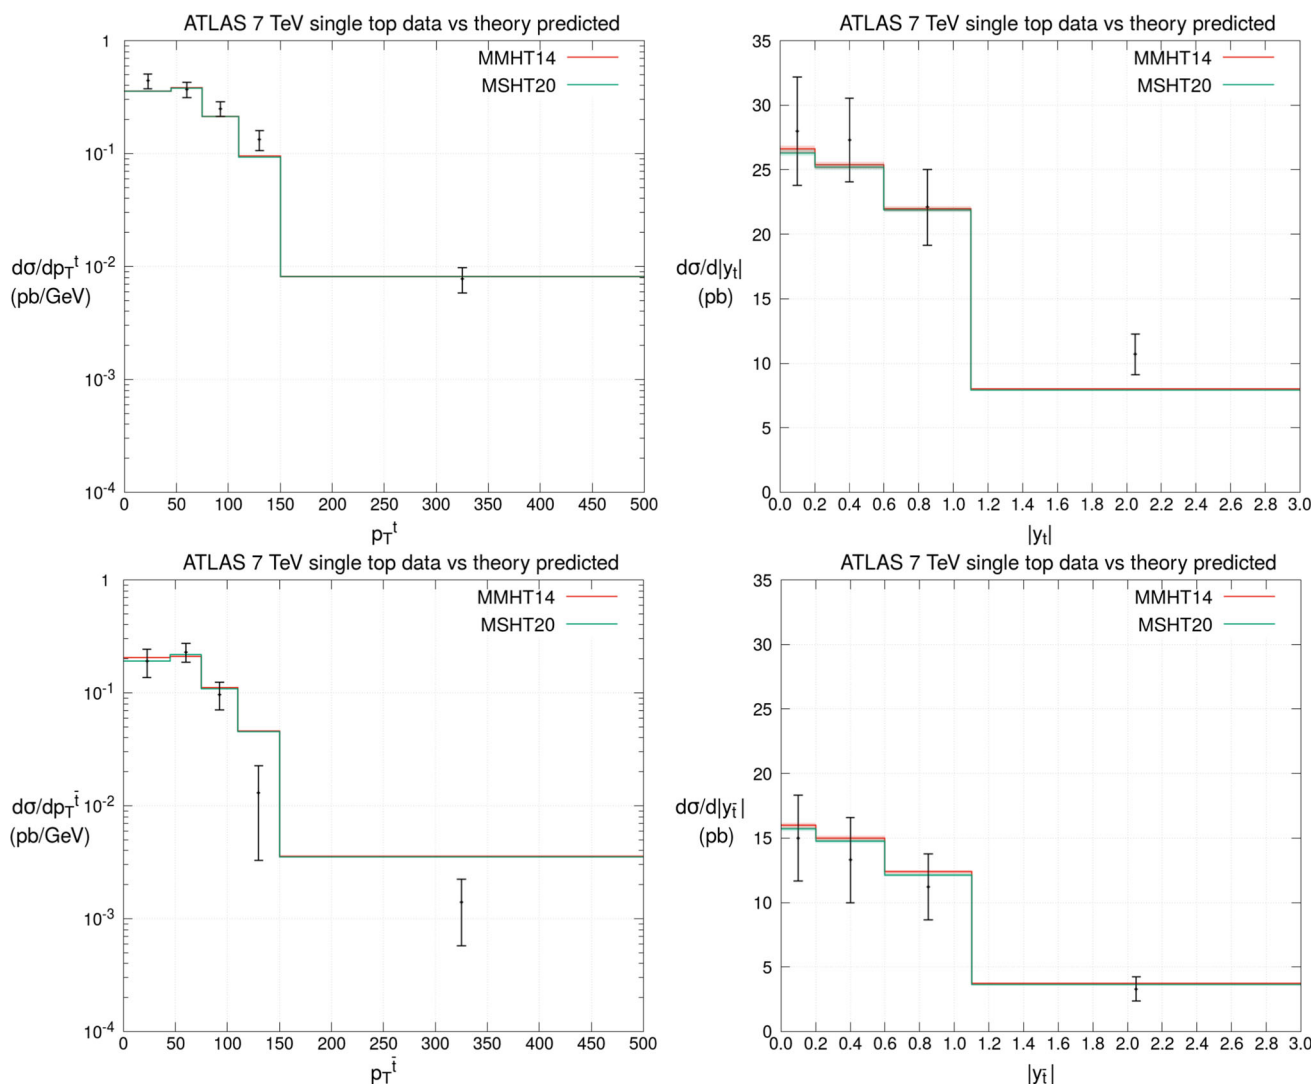 ATLAS 7 TeV single top data vs theory predicted
MMHT14
MSHT20
1
10^-1
10^-2
10^-3
10^-4
dσ/dp_T^t
(pb/GeV)
0 50 100 150 200 250 300 350 400 450 500
p_T^t
ATLAS 7 TeV single top data vs theory predicted
MMHT14
MSHT20
35
30
25
20
15
10
5
0
dσ/d|y_t|
(pb)
0.0 0.2 0.4 0.6 0.8 1.0 1.2 1.4 1.6 1.8 2.0 2.2 2.4 2.6 2.8 3.0
|y_t|
ATLAS 7 TeV single top data vs theory predicted
MMHT14
MSHT20
1
10^-1
10^-2
10^-3
10^-4
dσ/dp_T^t̄
(pb/GeV)
0 50 100 150 200 250 300 350 400 450 500
p_T^t̄
ATLAS 7 TeV single top data vs theory predicted
MMHT14
MSHT20
35
30
25
20
15
10
5
0
dσ/d|y_t̄|
(pb)
0.0 0.2 0.4 0.6 0.8 1.0 1.2 1.4 1.6 1.8 2.0 2.2 2.4 2.6 2.8 3.0
|y_t̄|